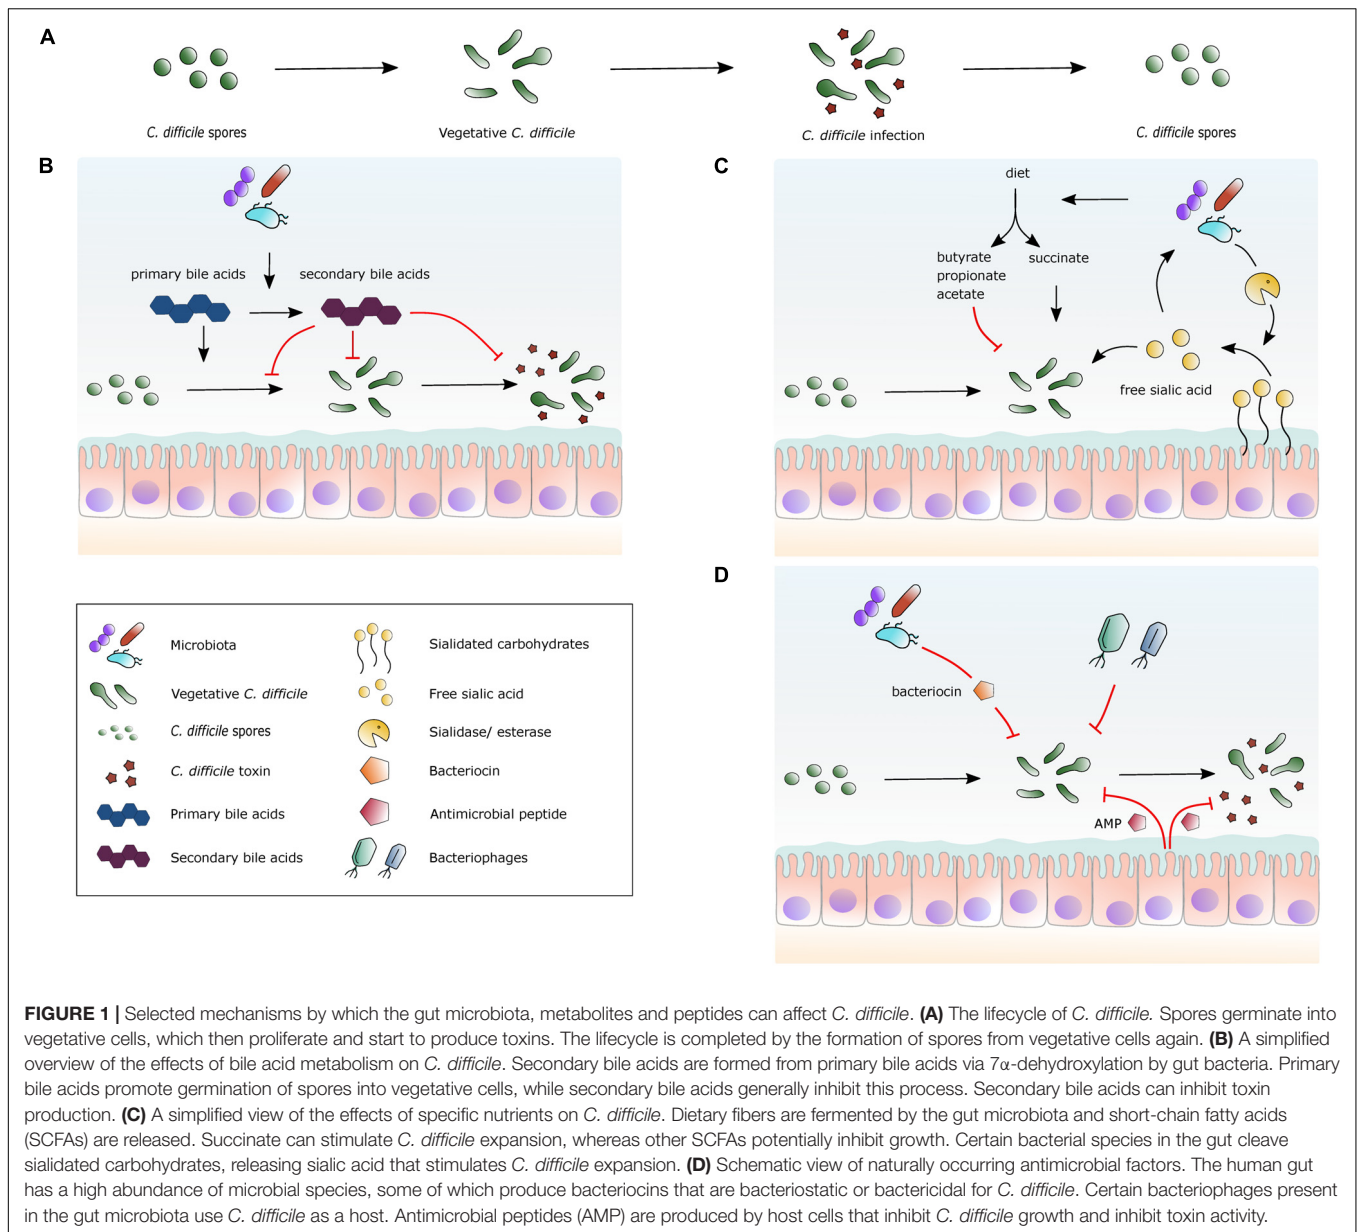 A
C. difficile spores
Vegetative C. difficile
C. difficile infection
C. difficile spores
B
primary bile acids
secondary bile acids
C
diet
butyrate
propionate
acetate
succinate
free sialic acid
Microbiota
Vegetative C. difficile
C. difficile spores
C. difficile toxin
Primary bile acids
Secondary bile acids
Sialidated carbohydrates
Free sialic acid
Sialidase/ esterase
Bacteriocin
Antimicrobial peptide
Bacteriophages
D
bacteriocin
AMP
FIGURE 1 | Selected mechanisms by which the gut microbiota, metabolites and peptides can affect C. difficile. (A) The lifecycle of C. difficile. Spores germinate into
vegetative cells, which then proliferate and start to produce toxins. The lifecycle is completed by the formation of spores from vegetative cells again. (B) A simplified
overview of the effects of bile acid metabolism on C. difficile. Secondary bile acids are formed from primary bile acids via 7α-dehydroxylation by gut bacteria. Primary
bile acids promote germination of spores into vegetative cells, while secondary bile acids generally inhibit this process. Secondary bile acids can inhibit toxin
production. (C) A simplified view of the effects of specific nutrients on C. difficile. Dietary fibers are fermented by the gut microbiota and short-chain fatty acids
(SCFAs) are released. Succinate can stimulate C. difficile expansion, whereas other SCFAs potentially inhibit growth. Certain bacterial species in the gut cleave
sialidated carbohydrates, releasing sialic acid that stimulates C. difficile expansion. (D) Schematic view of naturally occurring antimicrobial factors. The human gut
has a high abundance of microbial species, some of which produce bacteriocins that are bacteriostatic or bactericidal for C. difficile. Certain bacteriophages present
in the gut microbiota use C. difficile as a host. Antimicrobial peptides (AMP) are produced by host cells that inhibit C. difficile growth and inhibit toxin activity.